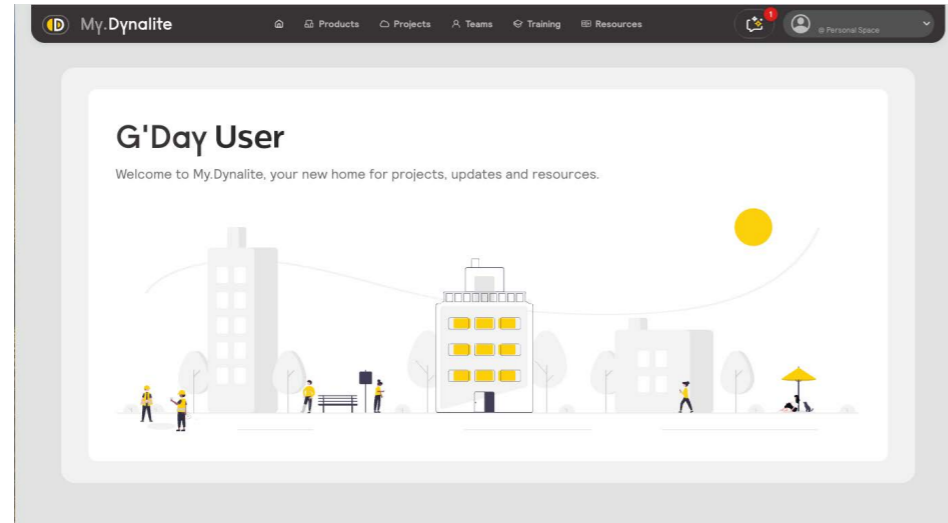 My.Dynalite
Products
Projects
Teams
Training
Resources
1
@ Personal Space
G'Day User
Welcome to My.Dynalite, your new home for projects, updates and resources.